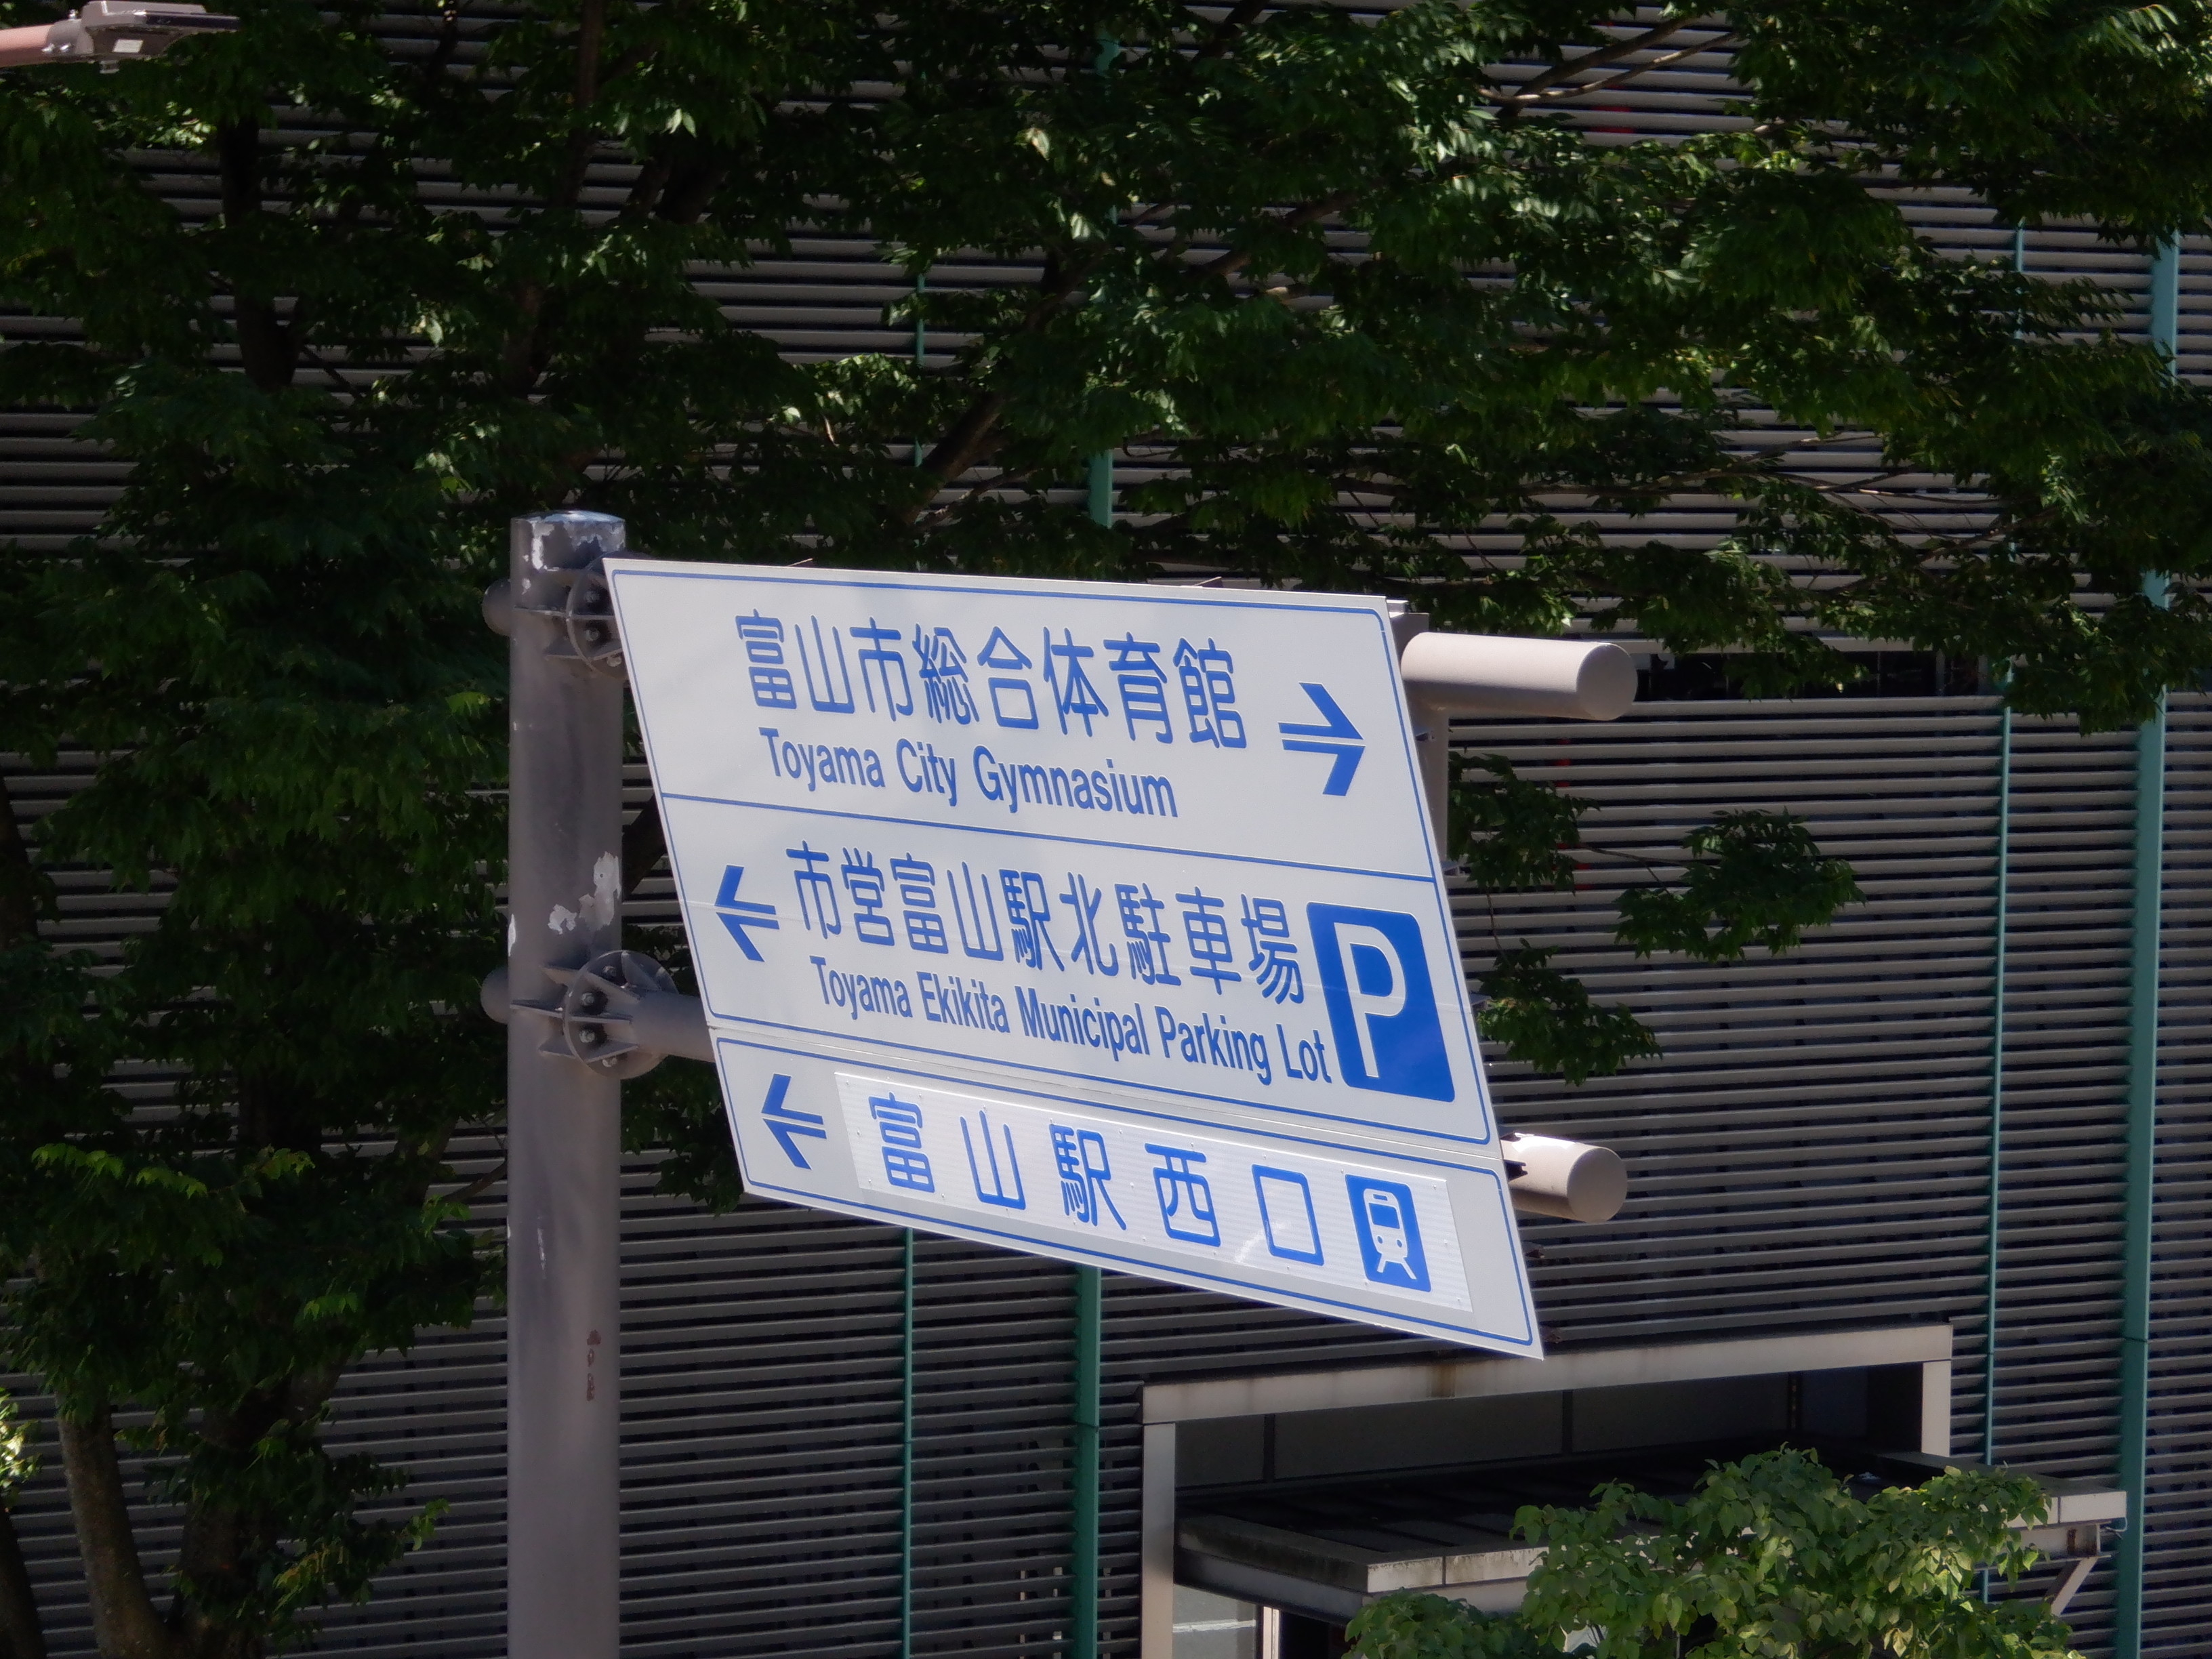 富山市総合体育館
Toyama City Gymnasium
市営富山駅北駐車場 P
Toyama Ekikita Municipal Parking Lot
富山駅西口